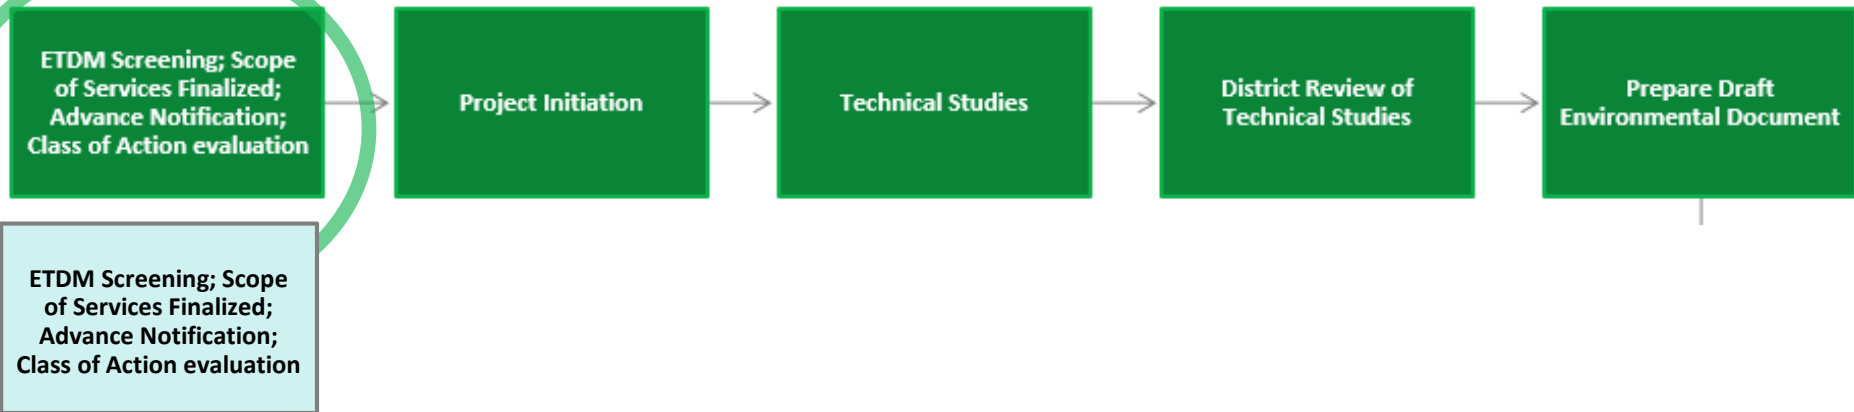 ETDM Screening; Scope
of Services Finalized;
Advance Notification;
Class of Action evaluation
Project Initiation
Technical Studies
District Review of
Technical Studies
Prepare Draft
Environmental Document
ETDM Screening; Scope
of Services Finalized;
Advance Notification;
Class of Action evaluation